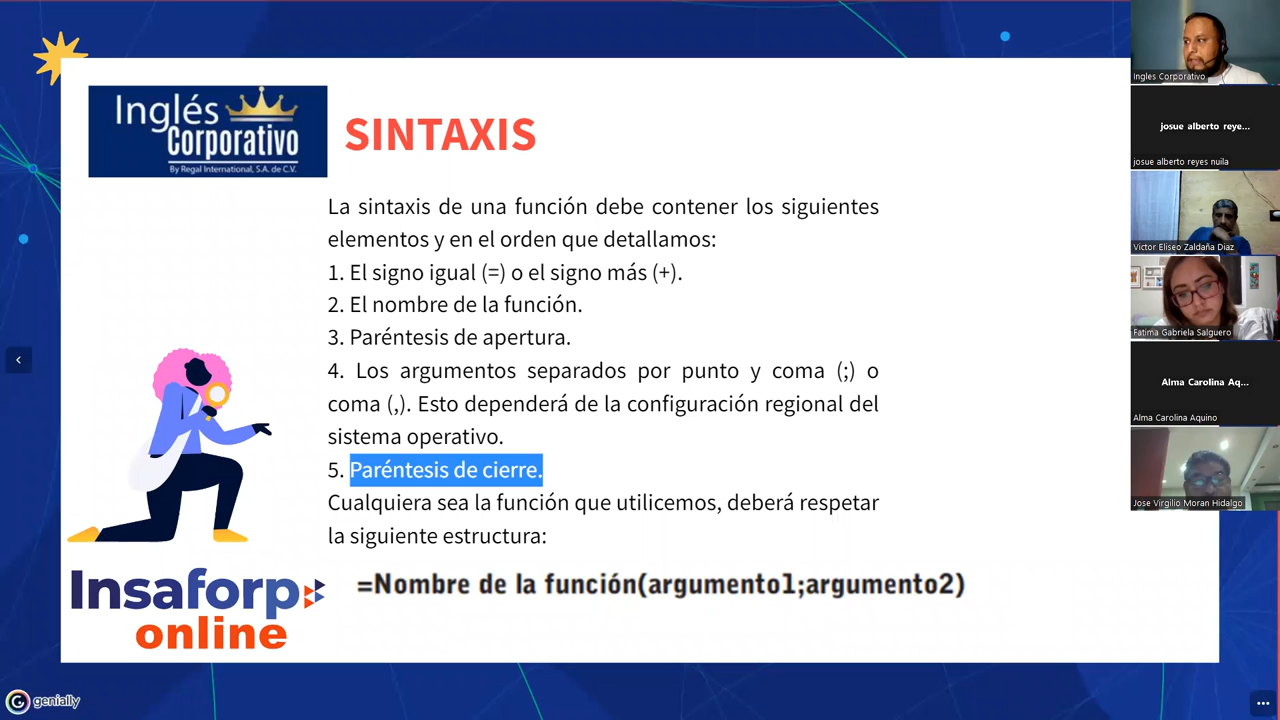 Inglés
Corporativo
By Regal International, S.A. de C.V.
SINTAXIS
La sintaxis de una función debe contener los siguientes
elementos y en el orden que detallamos:
1. El signo igual (=) o el signo más (+).
2. El nombre de la función.
3. Paréntesis de apertura.
4. Los argumentos separados por punto y coma (;) o
coma (,). Esto dependerá de la configuración regional del
sistema operativo.
5. Paréntesis de cierre.
Cualquiera sea la función que utilicemos, deberá respetar
la siguiente estructura:
=Nombre de la función(argumento1;argumento2)
Insaforp
online
genially
Ingles Corporativo
josue alberto reye...
josue alberto reyes nuila
Victor Eliseo Zaldaña Diaz
Fatima Gabriela Salguero
Alma Carolina Aq...
Alma Carolina Aquino
Jose Virgilio Moran Hidalgo